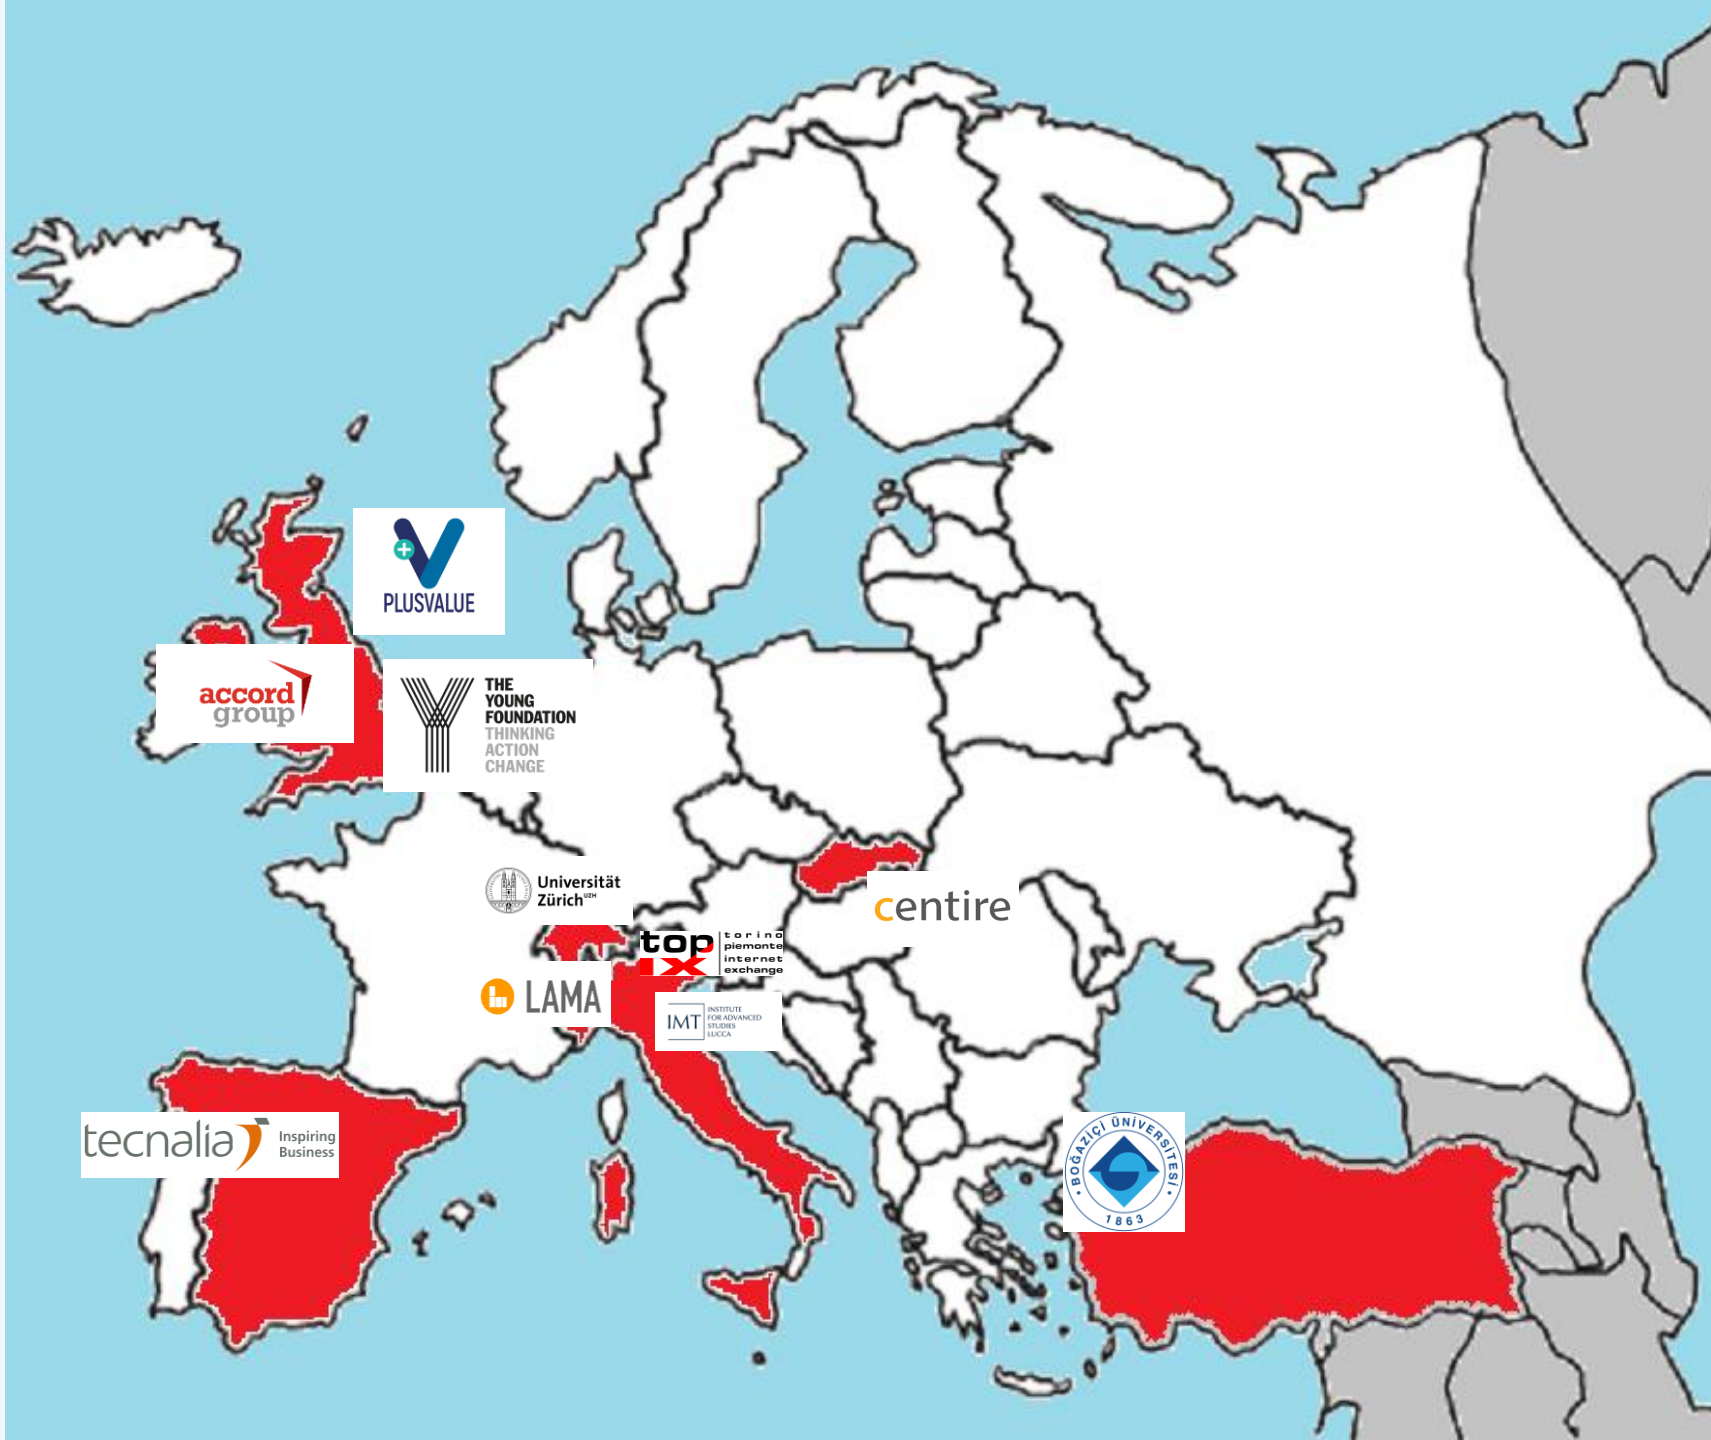 PLUSVALUE
accord
group
THE
YOUNG
FOUNDATION
THINKING
ACTION
CHANGE
Universität
Zürich UZH
centire
top
ix
torino
piemonte
internet
exchange
LAMA
IMT
INSTITUTE
FOR ADVANCED
STUDIES
LUCCA
tecnalia
Inspiring
Business
BOĞAZİÇİ ÜNİVERSİTESİ
1863